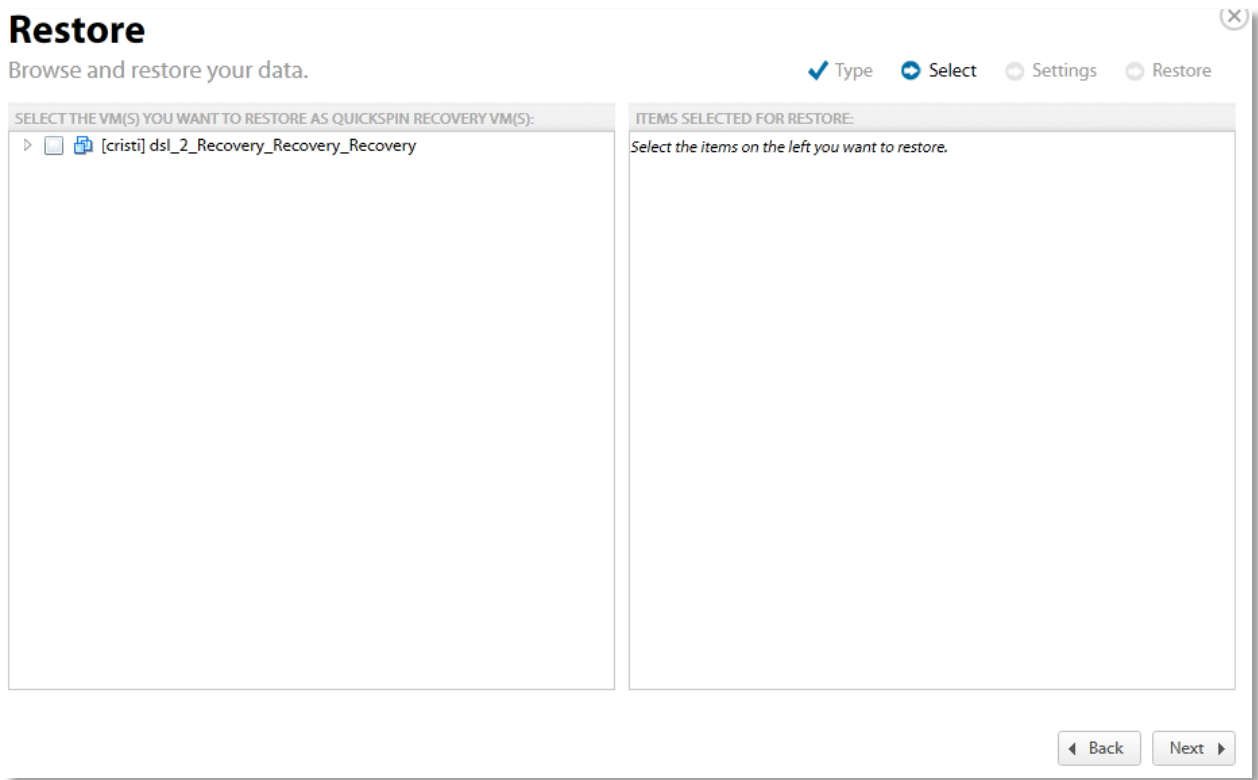 Restore
Browse and restore your data.
Type Select Settings Restore
SELECT THE VM(S) YOU WANT TO RESTORE AS QUICKSPIN RECOVERY VM(S):
[cristi] dsl_2_Recovery_Recovery_Recovery
ITEMS SELECTED FOR RESTORE:
Select the items on the left you want to restore.
Back Next